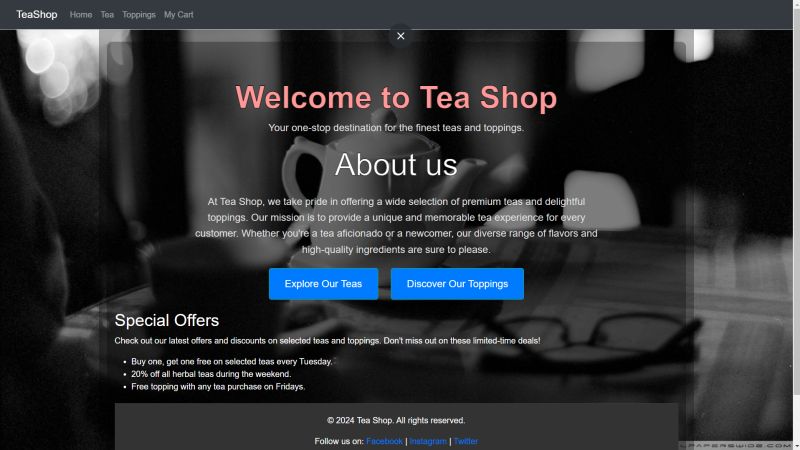 TeaShop Home Tea Toppings My Cart
Welcome to Tea Shop
Your one-stop destination for the finest teas and toppings.
About us
At Tea Shop, we take pride in offering a wide selection of premium teas and delightful
toppings. Our mission is to provide a unique and memorable tea experience for every
customer. Whether you're a tea aficionado or a newcomer, our diverse range of flavors and
high-quality ingredients are sure to please.
Explore Our Teas Discover Our Toppings
Special Offers
Check out our latest offers and discounts on selected teas and toppings. Don't miss out on these limited-time deals!
• Buy one, get one free on selected teas every Tuesday.
• 20% off all herbal teas during the weekend.
• Free topping with any tea purchase on Fridays.
© 2024 Tea Shop. All rights reserved.
Follow us on: Facebook | Instagram | Twitter